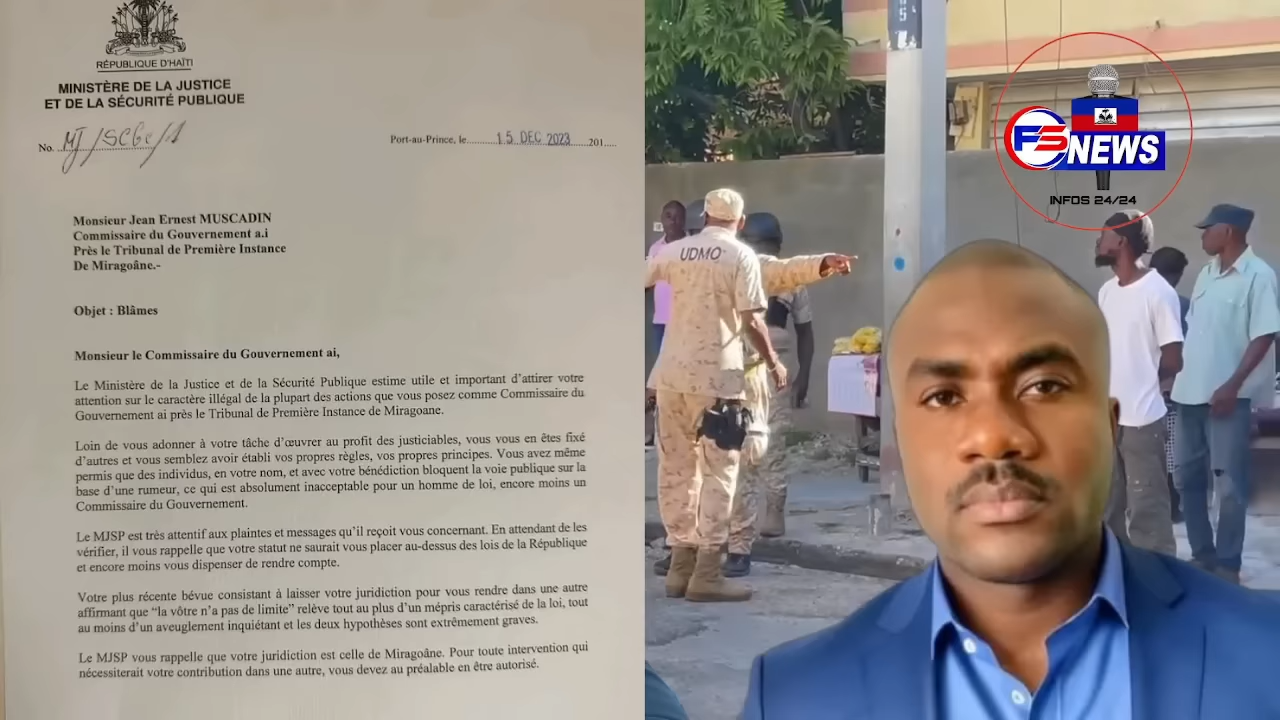 RÉPUBLIQUE D'HAÏTI
MINISTÈRE DE LA JUSTICE
ET DE LA SÉCURITÉ PUBLIQUE
No. MJ/SCGC/1
Port-au-Prince, le 15 DEC 2023 201.....
Monsieur Jean Ernest MUSCADIN
Commissaire du Gouvernement a.i
Près le Tribunal de Première Instance
De Miragoâne.-
Objet : Blâmes
Monsieur le Commissaire du Gouvernement ai,
Le Ministère de la Justice et de la Sécurité Publique estime utile et important d'attirer votre
attention sur le caractère illégal de la plupart des actions que vous posez comme Commissaire du
Gouvernement ai près le Tribunal de Première Instance de Miragoane.
Loin de vous adonner à votre tâche d'œuvrer au profit des justiciables, vous vous en êtes fixé
d'autres et vous semblez avoir établi vos propres règles, vos propres principes. Vous avez même
permis que des individus, en votre nom, et avec votre bénédiction bloquent la voie publique sur la
base d'une rumeur, ce qui est absolument inacceptable pour un homme de loi, encore moins un
Commissaire du Gouvernement.
Le MJSP est très attentif aux plaintes et messages qu'il reçoit vous concernant. En attendant de les
vérifier, il vous rappelle que votre statut ne saurait vous placer au-dessus des lois de la République
et encore moins vous dispenser de rendre compte.
Votre plus récente bévue consistant à laisser votre juridiction pour vous rendre dans une autre
affirmant que "la vôtre n'a pas de limite" relève tout au plus d'un mépris caractérisé de la loi, tout
au moins d'un aveuglement inquiétant et les deux hypothèses sont extrêmement graves.
Le MJSP vous rappelle que votre juridiction est celle de Miragoâne. Pour toute intervention qui
nécessiterait votre contribution dans une autre, vous devez au préalable en être autorisé.
UDMO
FS NEWS
INFOS 24/24